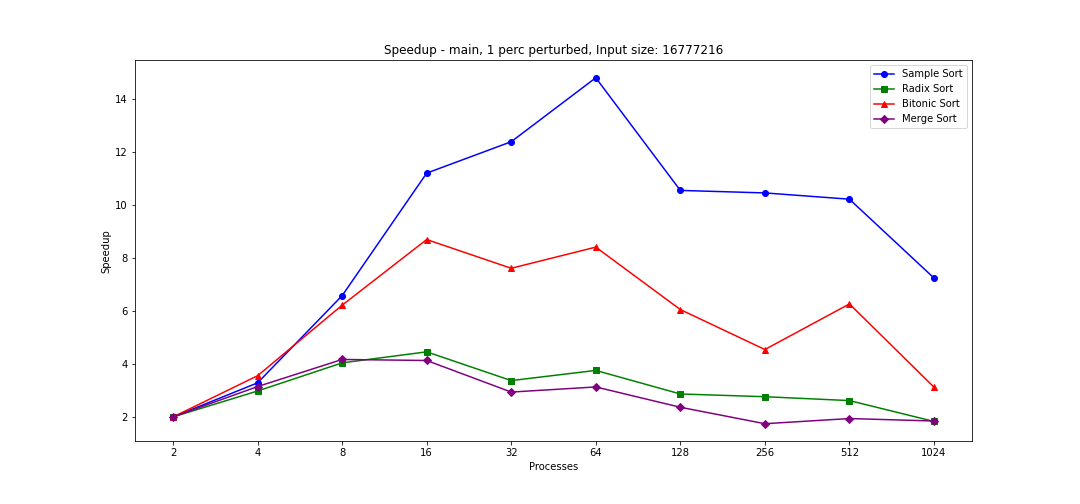 Speedup - main, 1 perc perturbed, Input size: 16777216
Sample Sort
Radix Sort
Bitonic Sort
Merge Sort
Speedup
14
12
10
8
6
4
2
2 4 8 16 32 64 128 256 512 1024
Processes